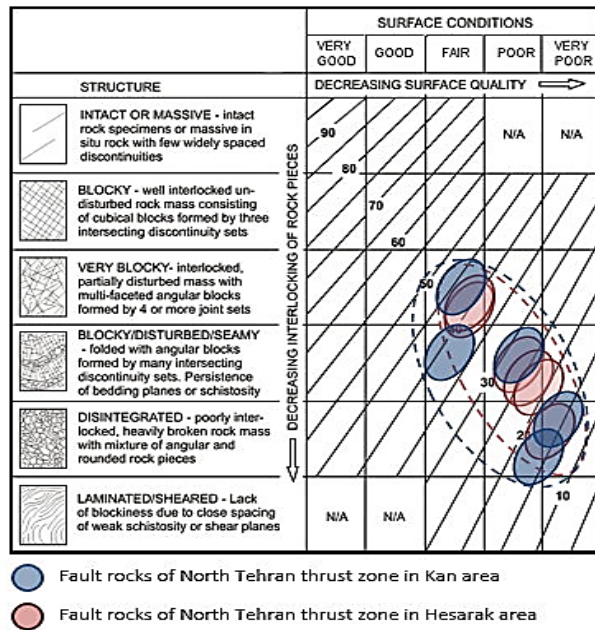 SURFACE CONDITIONS
VERY GOOD
GOOD
FAIR
POOR
VERY POOR
STRUCTURE
DECREASING SURFACE QUALITY
DECREASING INTERLOCKING OF ROCK PIECES
INTACT OR MASSIVE - intact
rock specimens or massive in
situ rock with few widely spaced
discontinuities
90
80
N/A
N/A
BLOCKY - well interlocked un-
disturbed rock mass consisting
of cubical blocks formed by three
intersecting discontinuity sets
70
60
VERY BLOCKY- interlocked,
partially disturbed mass with
multi-faceted angular blocks
formed by 4 or more joint sets
50
BLOCKY/DISTURBED/SEAMY
- folded with angular blocks
formed by many intersecting
discontinuity sets. Persistence
of bedding planes or schistosity
30
DISINTEGRATED - poorly inter-
locked, heavily broken rock mass
with mixture of angular and
rounded rock pieces
LAMINATED/SHEARED - Lack
of blockiness due to close spacing
of weak schistosity or shear planes
N/A
N/A
10
Fault rocks of North Tehran thrust zone in Kan area
Fault rocks of North Tehran thrust zone in Hesarak area